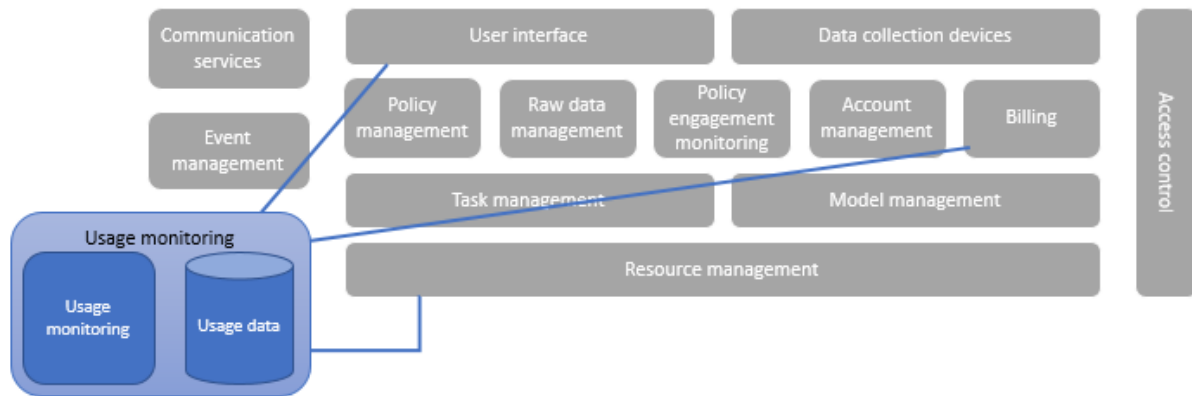 Communication
services
User interface
Data collection devices
Policy
management
Raw data
management
Policy
engagement
monitoring
Account
management
Billing
Access control
Event
management
Task management
Model management
Usage monitoring
Resource management
Usage
monitoring
Usage data